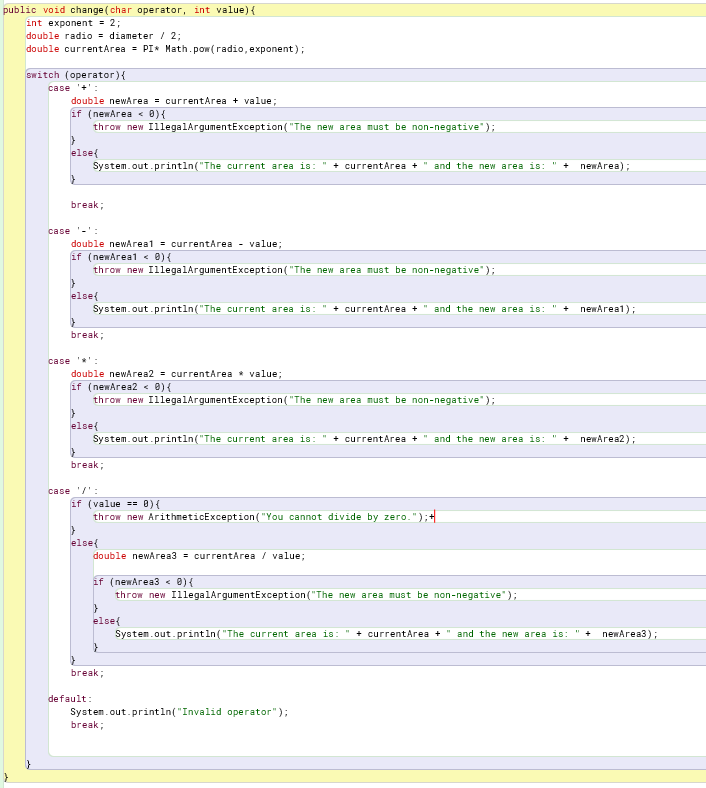 public void change(char operator, int value){
int exponent = 2;
double radio = diameter / 2;
double currentArea = PI* Math.pow(radio,exponent);
switch (operator){
case '+':
double newArea = currentArea + value;
if (newArea < 0){
throw new IllegalArgumentException("The new area must be non-negative");
}
else{
System.out.println("The current area is: " + currentArea + " and the new area is: " +  newArea);
}
break;
case '-':
double newArea1 = currentArea - value;
if (newArea1 < 0){
throw new IllegalArgumentException("The new area must be non-negative");
}
else{
System.out.println("The current area is: " + currentArea + " and the new area is: " +  newArea1);
}
break;
case '*':
double newArea2 = currentArea * value;
if (newArea2 < 0){
throw new IllegalArgumentException("The new area must be non-negative");
}
else{
System.out.println("The current area is: " + currentArea + " and the new area is: " +  newArea2);
}
break;
case '/':
if (value == 0){
throw new ArithmeticException("You cannot divide by zero.");+
}
else{
double newArea3 = currentArea / value;
if (newArea3 < 0){
throw new IllegalArgumentException("The new area must be non-negative");
}
else{
System.out.println("The current area is: " + currentArea + " and the new area is: " +  newArea3);
}
}
break;
default:
System.out.println("Invalid operator");
break;
}
}